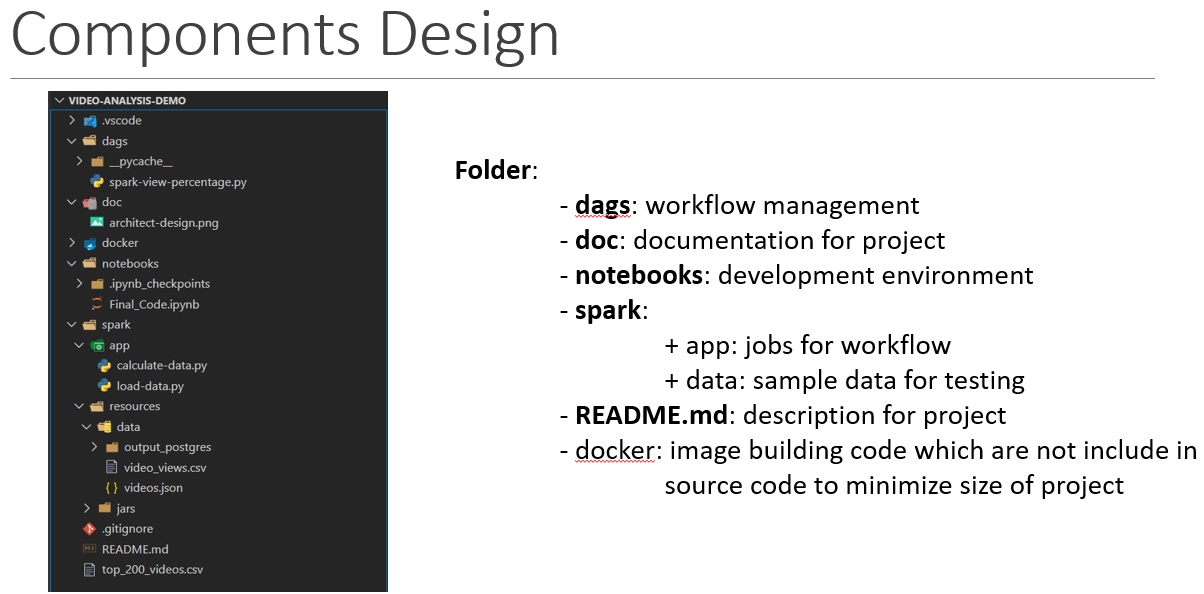 Components Design
VIDEO-ANALYSIS-DEMO
.vscode
dags
__pycache__
spark-view-percentage.py
doc
architect-design.png
docker
notebooks
.ipynb_checkpoints
Final_Code.ipynb
spark
app
calculate-data.py
load-data.py
resources
data
output_postgres
video_views.csv
{ } videos.json
jars
.gitignore
README.md
top_200_videos.csv
Folder:
- dags: workflow management
- doc: documentation for project
- notebooks: development environment
- spark:
+ app: jobs for workflow
+ data: sample data for testing
- README.md: description for project
- docker: image building code which are not include in
source code to minimize size of project